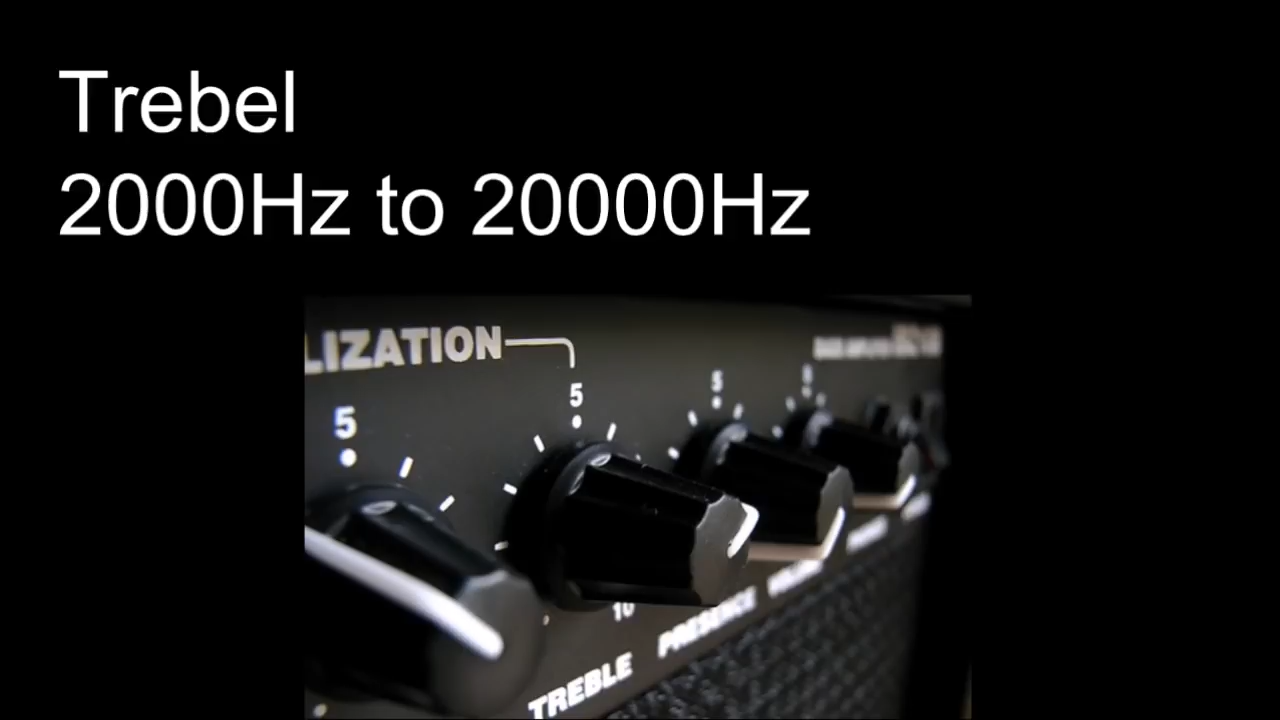 Trebel
2000Hz to 20000Hz
LIZATION
5
5
5
10
PRESENCE
TREBLE